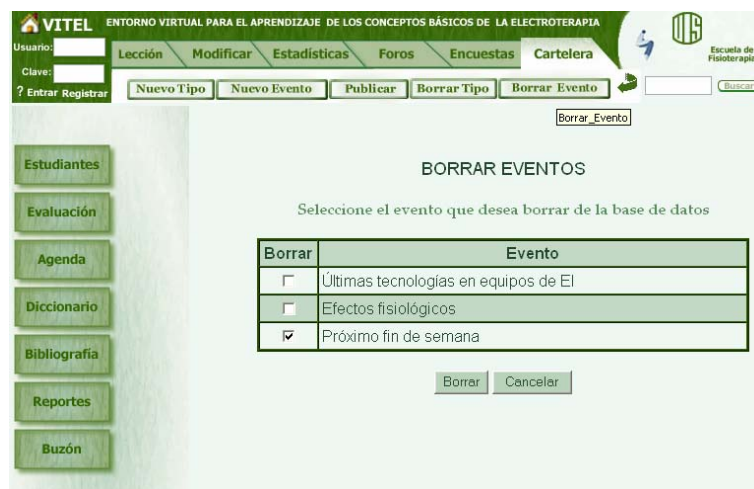 VITEL ENTORNO VIRTUAL PARA EL APRENDIZAJE DE LOS CONCEPTOS BÁSICOS DE LA ELECTROTERAPIA
Usuario:
Clave:
? Entrar Registrar
Lección Modificar Estadísticas Foros Encuestas Cartelera
Escuela de
Fisioterapia
Nuevo Tipo Nuevo Evento Publicar Borrar Tipo Borrar Evento
Buscar
Borrar_Evento
Estudiantes
Evaluación
Agenda
Diccionario
Bibliografía
Reportes
Buzón
BORRAR EVENTOS
Seleccione el evento que desea borrar de la base de datos
Borrar Evento
Últimas tecnologías en equipos de El
Efectos fisiológicos
Próximo fin de semana
Borrar Cancelar